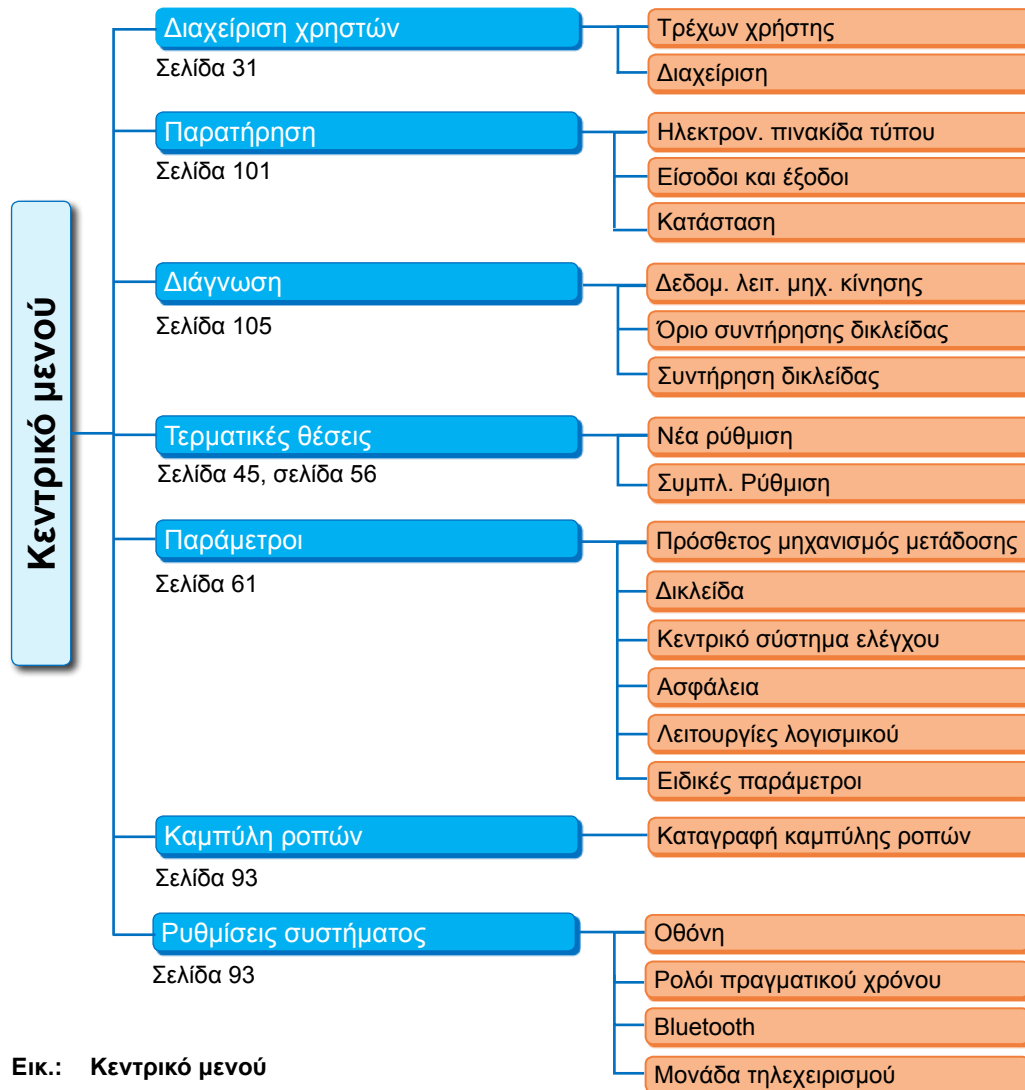 Κεντρικό μενού
Διαχείριση χρηστών
Σελίδα 31
Τρέχων χρήστης
Διαχείριση
Παρατήρηση
Σελίδα 101
Ηλεκτρον. πινακίδα τύπου
Είσοδοι και έξοδοι
Κατάσταση
Διάγνωση
Σελίδα 105
Δεδομ. λειτ. μηχ. κίνησης
Όριο συντήρησης δικλείδας
Συντήρηση δικλείδας
Τερματικές θέσεις
Σελίδα 45, σελίδα 56
Νέα ρύθμιση
Συμπλ. Ρύθμιση
Παράμετροι
Σελίδα 61
Πρόσθετος μηχανισμός μετάδοσης
Δικλείδα
Κεντρικό σύστημα ελέγχου
Ασφάλεια
Λειτουργίες λογισμικού
Ειδικές παράμετροι
Καμπύλη ροπών
Σελίδα 93
Καταγραφή καμπύλης ροπών
Ρυθμίσεις συστήματος
Σελίδα 93
Οθόνη
Ρολόι πραγματικού χρόνου
Bluetooth
Μονάδα τηλεχειρισμού
Εικ.: Κεντρικό μενού